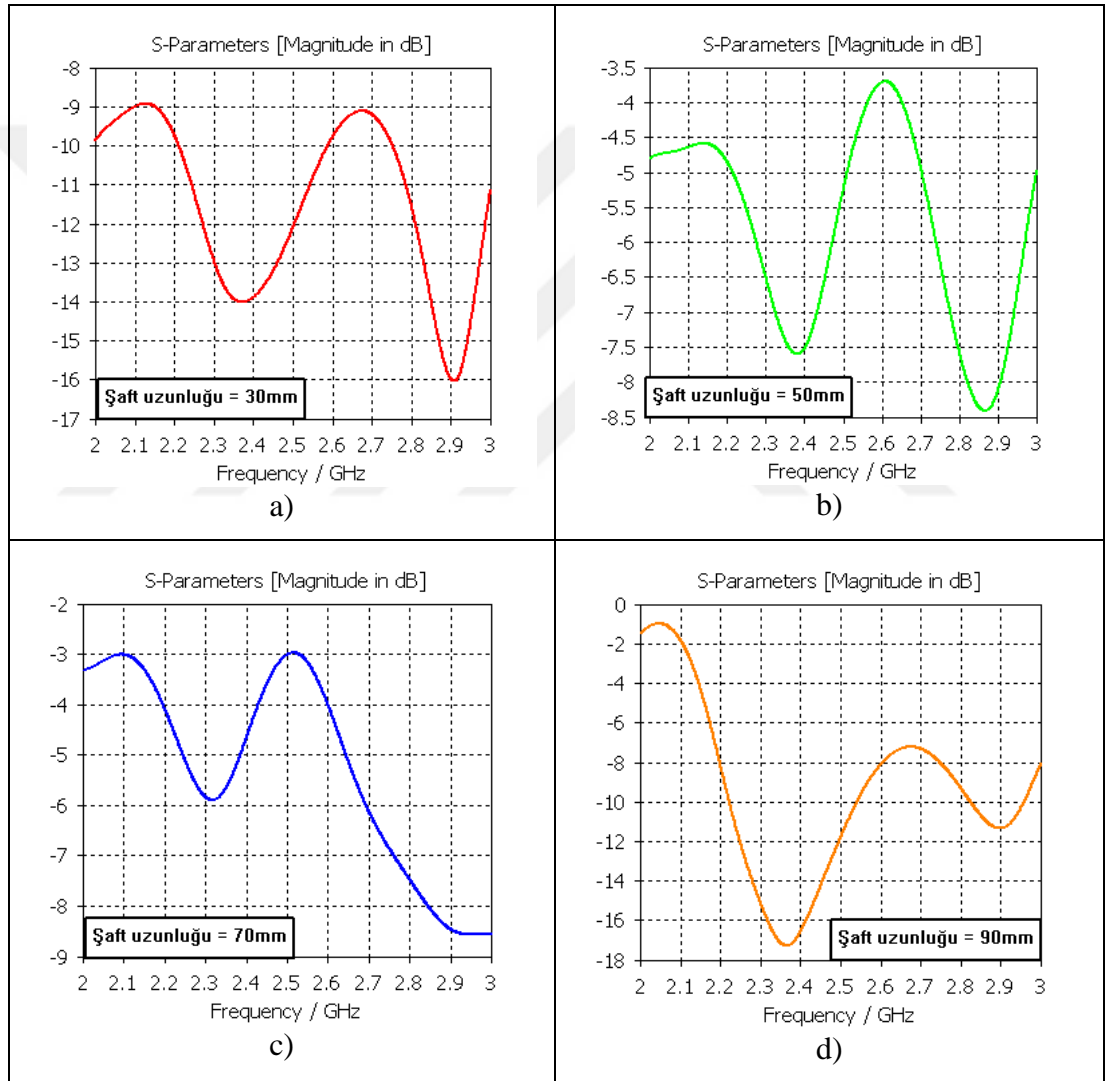 S-Parameters [Magnitude in dB]
-8
-9
-10
-11
-12
-13
-14
-15
-16
-17
Şaft uzunluğu = 30mm
2 2.1 2.2 2.3 2.4 2.5 2.6 2.7 2.8 2.9 3
Frequency / GHz
a)
S-Parameters [Magnitude in dB]
-3.5
-4
-4.5
-5
-5.5
-6
-6.5
-7
-7.5
-8
-8.5
Şaft uzunluğu = 50mm
2 2.1 2.2 2.3 2.4 2.5 2.6 2.7 2.8 2.9 3
Frequency / GHz
b)
S-Parameters [Magnitude in dB]
-2
-3
-4
-5
-6
-7
-8
-9
Şaft uzunluğu = 70mm
2 2.1 2.2 2.3 2.4 2.5 2.6 2.7 2.8 2.9 3
Frequency / GHz
c)
S-Parameters [Magnitude in dB]
0
-2
-4
-6
-8
-10
-12
-14
-16
-18
Şaft uzunluğu = 90mm
2 2.1 2.2 2.3 2.4 2.5 2.6 2.7 2.8 2.9 3
Frequency / GHz
d)